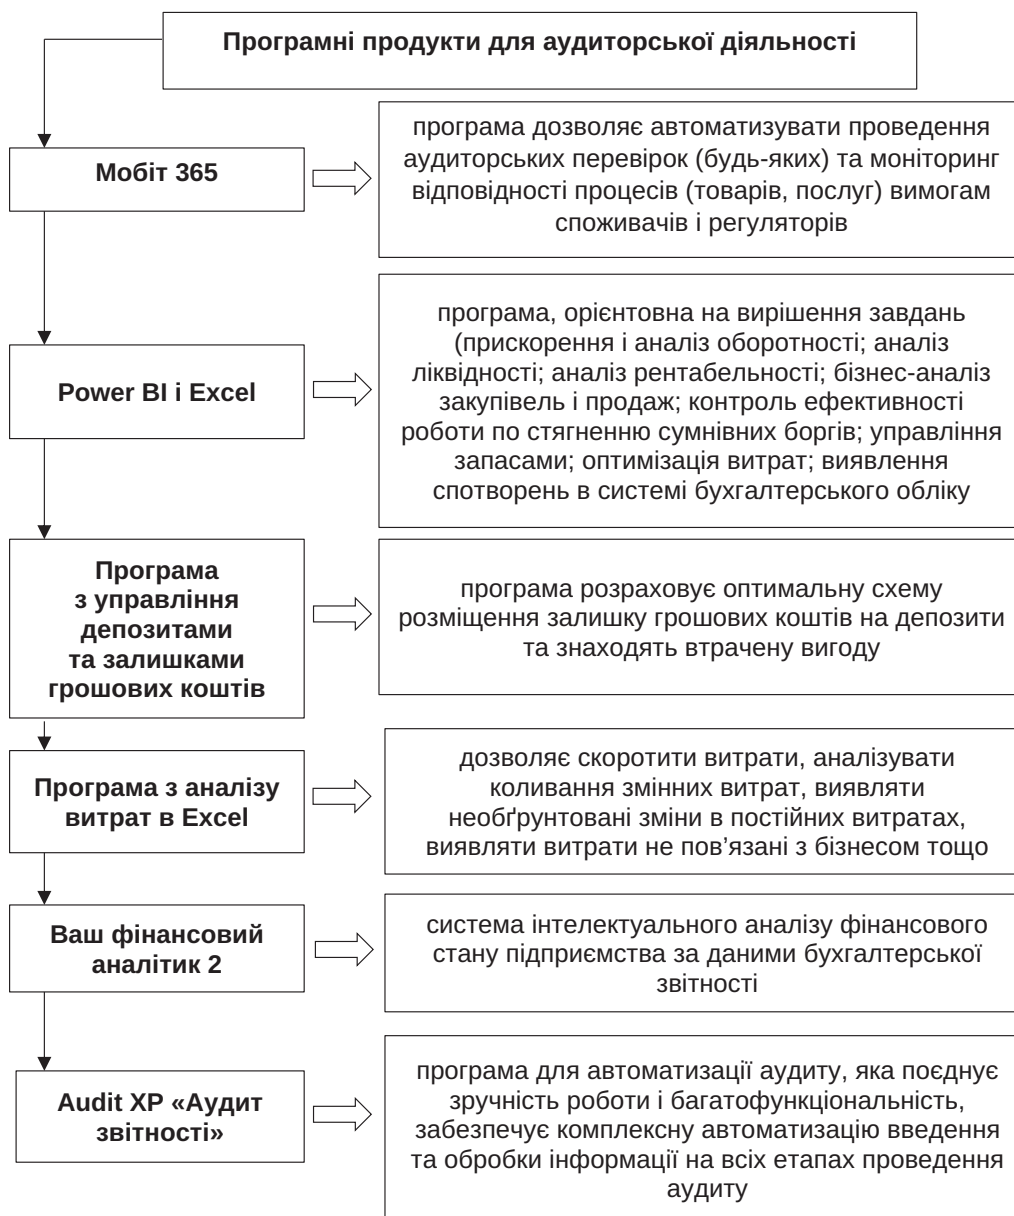 Програмні продукти для аудиторської діяльності
Мобіт 365
програма дозволяє автоматизувати проведення
аудиторських перевірок (будь-яких) та моніторинг
відповідності процесів (товарів, послуг) вимогам
споживачів і регуляторів
Power BI і Excel
програма, орієнтовна на вирішення завдань
(прискорення і аналіз оборотності; аналіз
ліквідності; аналіз рентабельності; бізнес-аналіз
закупівель і продаж; контроль ефективності
роботи по стягненню сумнівних боргів; управління
запасами; оптимізація витрат; виявлення
спотворень в системі бухгалтерського обліку
Програма
з управління
депозитами
та залишками
грошових коштів
програма розраховує оптимальну схему
розміщення залишку грошових коштів на депозити
та знаходять втрачену вигоду
Програма з аналізу
витрат в Excel
дозволяє скоротити витрати, аналізувати
коливання змінних витрат, виявляти
необґрунтовані зміни в постійних витратах,
виявляти витрати не пов’язані з бізнесом тощо
Ваш фінансовий
аналітик 2
система інтелектуального аналізу фінансового
стану підприємства за даними бухгалтерської
звітності
Audit XP «Аудит
звітності»
програма для автоматизації аудиту, яка поєднує
зручність роботи і багатофункціональність,
забезпечує комплексну автоматизацію введення
та обробки інформації на всіх етапах проведення
аудиту